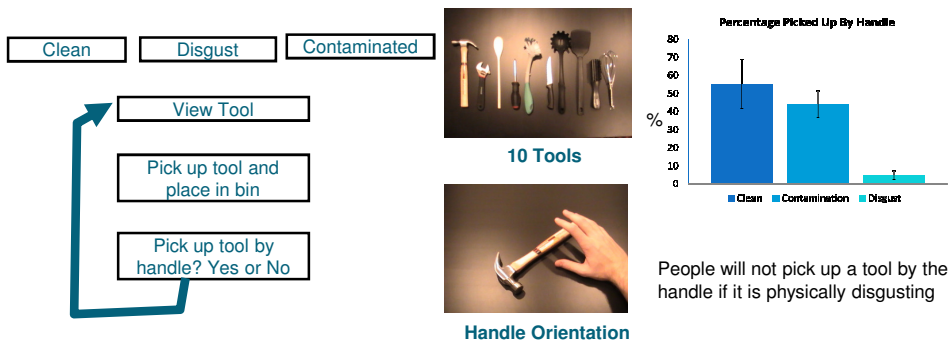 Clean
Disgust
Contaminated
View Tool
Pick up tool and
place in bin
Pick up tool by
handle? Yes or No
10 Tools
Handle Orientation
Percentage Picked Up By Handle
80
70
60
50
40
30
20
10
0
%
Clean Contamination Disgust
People will not pick up a tool by the
handle if it is physically disgusting